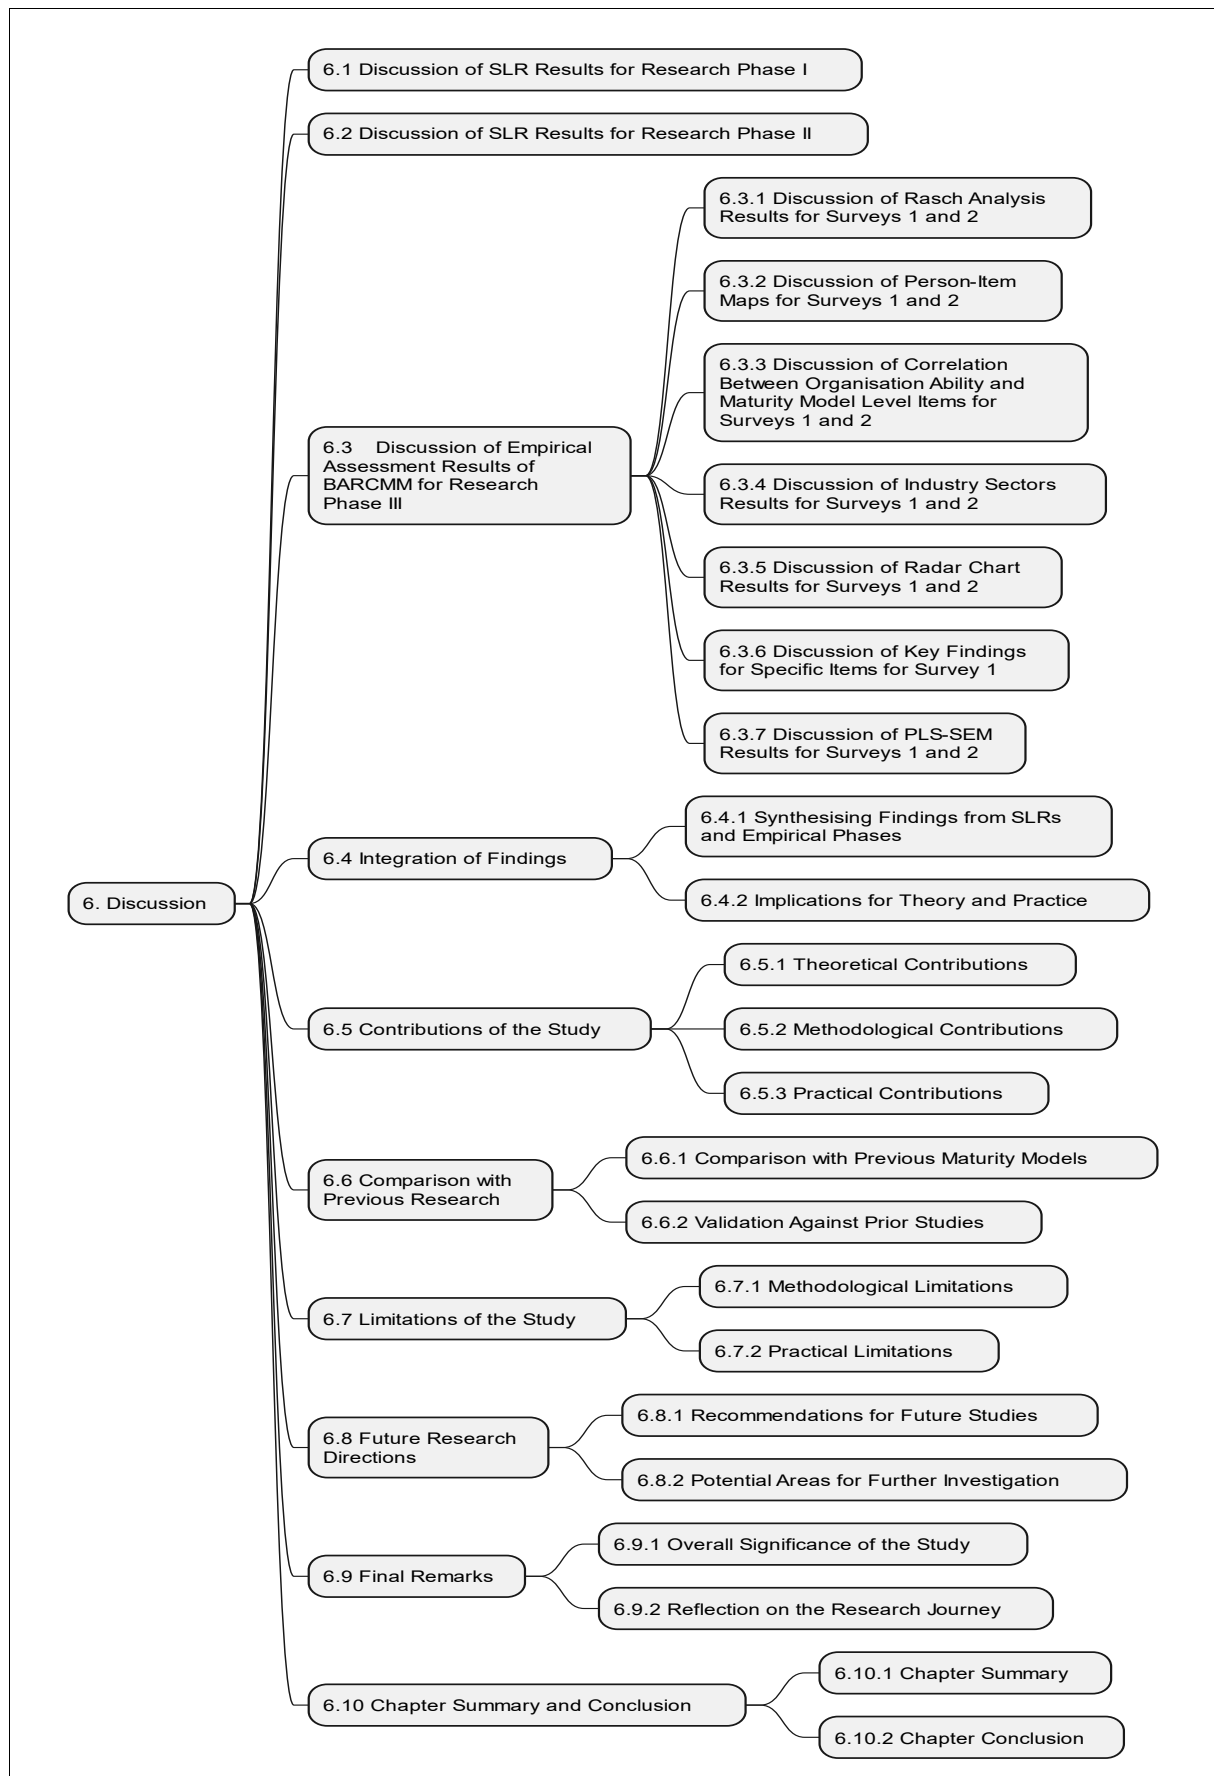 6. Discussion
6.1 Discussion of SLR Results for Research Phase I
6.2 Discussion of SLR Results for Research Phase II
6.3 Discussion of Empirical
Assessment Results of
BARCMM for Research
Phase III
6.3.1 Discussion of Rasch Analysis
Results for Surveys 1 and 2
6.3.2 Discussion of Person-Item
Maps for Surveys 1 and 2
6.3.3 Discussion of Correlation
Between Organisation Ability and
Maturity Model Level Items for
Surveys 1 and 2
6.3.4 Discussion of Industry Sectors
Results for Surveys 1 and 2
6.3.5 Discussion of Radar Chart
Results for Surveys 1 and 2
6.3.6 Discussion of Key Findings
for Specific Items for Survey 1
6.3.7 Discussion of PLS-SEM
Results for Surveys 1 and 2
6.4 Integration of Findings
6.4.1 Synthesising Findings from SLRs
and Empirical Phases
6.4.2 Implications for Theory and Practice
6.5 Contributions of the Study
6.5.1 Theoretical Contributions
6.5.2 Methodological Contributions
6.5.3 Practical Contributions
6.6 Comparison with
Previous Research
6.6.1 Comparison with Previous Maturity Models
6.6.2 Validation Against Prior Studies
6.7 Limitations of the Study
6.7.1 Methodological Limitations
6.7.2 Practical Limitations
6.8 Future Research
Directions
6.8.1 Recommendations for Future Studies
6.8.2 Potential Areas for Further Investigation
6.9 Final Remarks
6.9.1 Overall Significance of the Study
6.9.2 Reflection on the Research Journey
6.10 Chapter Summary and Conclusion
6.10.1 Chapter Summary
6.10.2 Chapter Conclusion